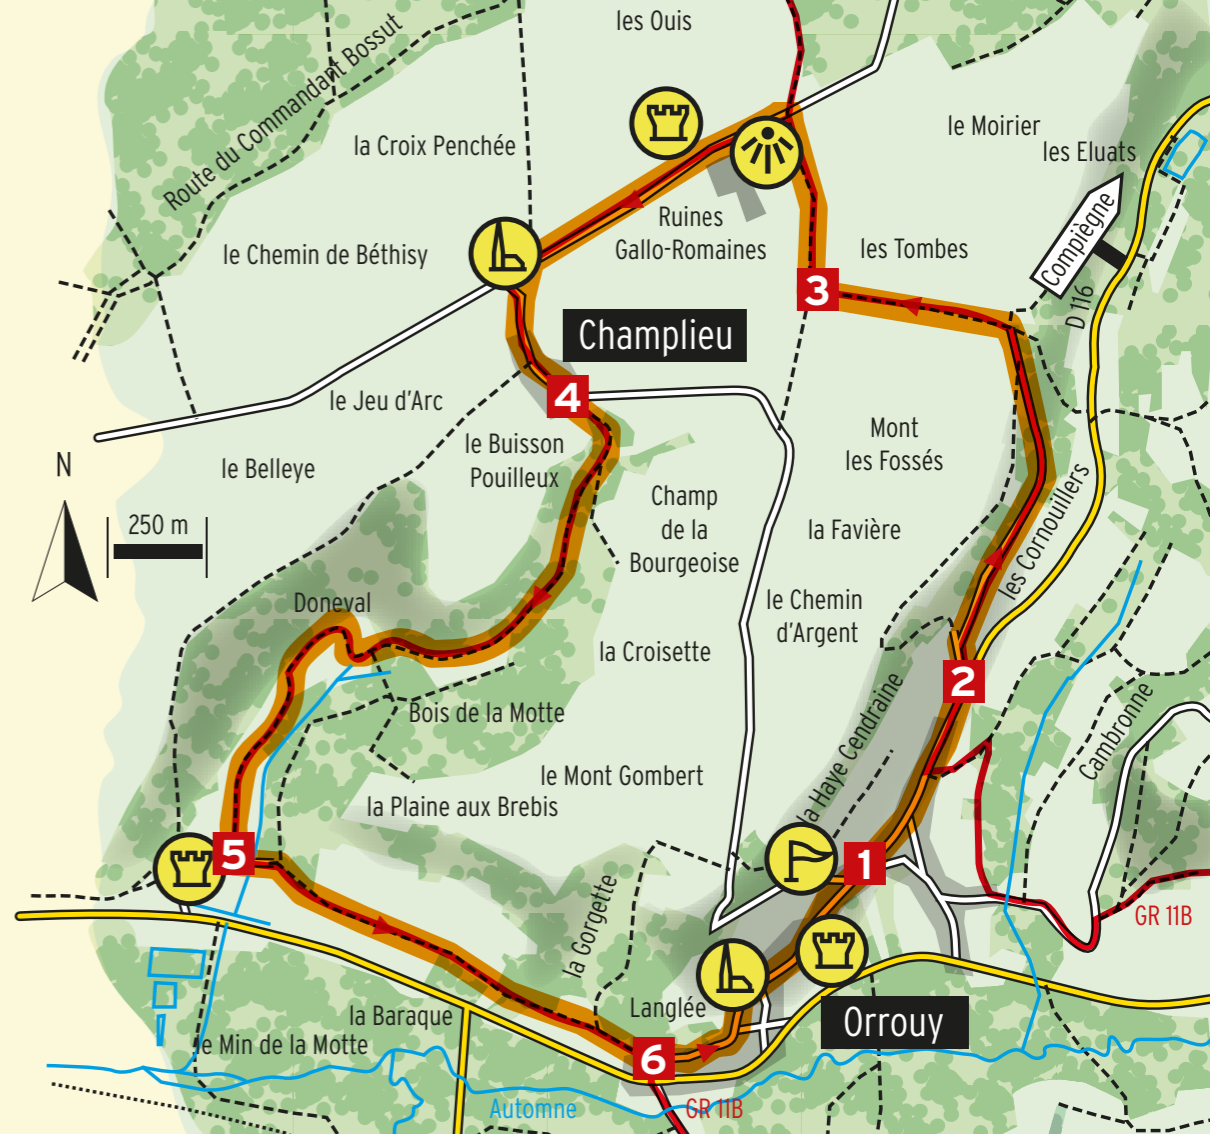 les Ouis
Route du Commandant Bossut
la Croix Penchée
le Moirier
les Eluats
Compiègne
D 116
le Chemin de Béthisy
Ruines
Gallo-Romaines
les Tombes
3
Champlieu
4
le Jeu d'Arc
le Buisson
Pouilleux
Mont
les Fossés
N
250 m
le Belleye
Champ
de la
Bourgeoise
la Favière
les Cornouillers
Doneval
le Chemin
d'Argent
la Croisette
2
Bois de la Motte
la Haye Cendraine
Cambronne
le Mont Gombert
la Plaine aux Brebis
5
1
la Gorgette
GR 11B
Langlée
Orrouy
la Baraque
le Min de la Motte
6
Automne
GR 11B